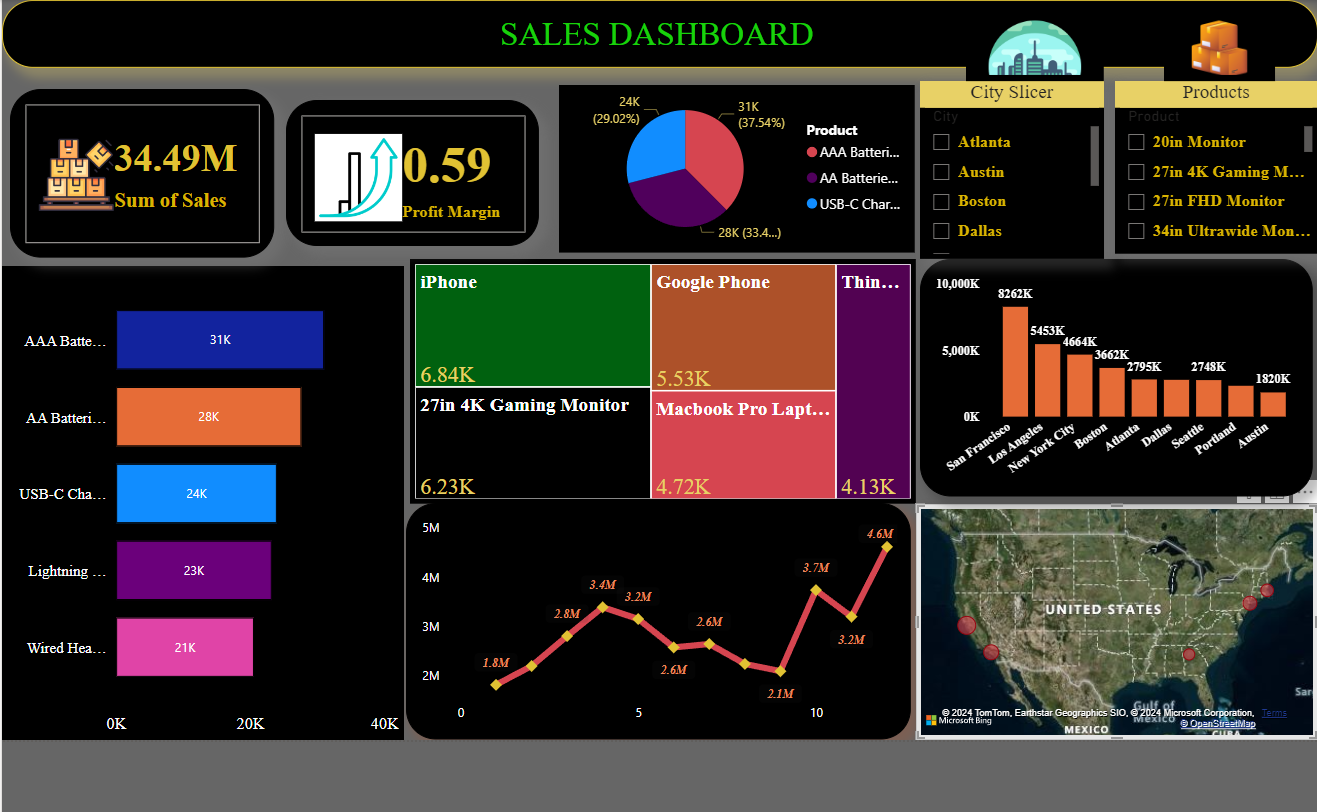 SALES DASHBOARD
34.49M
Sum of Sales
0.59
Profit Margin
24K
(29.02%)
31K
(37.54%)
28K (33.4...)
Product
AAA Batteri...
AA Batterie...
USB-C Char...
City Slicer
City
Atlanta
Austin
Boston
Dallas
Products
Product
20in Monitor
27in 4K Gaming M...
27in FHD Monitor
34in Ultrawide Mon...
AAA Batte...
31K
AA Batteri...
28K
USB-C Cha...
24K
Lightning ...
23K
Wired Hea...
21K
0K
20K
40K
iPhone
6.84K
27in 4K Gaming Monitor
6.23K
Google Phone
5.53K
Macbook Pro Lapt...
4.72K
Thin...
4.13K
10,000K
5,000K
0K
8262K
5453K
4664K
3662K
2795K
2748K
1820K
San Francisco
Los Angeles
New York City
Boston
Atlanta
Dallas
Seattle
Portland
Austin
5M
4M
3M
2M
1.8M
2.8M
3.4M
3.2M
2.6M
2.6M
2.1M
3.7M
3.2M
4.6M
0
5
10
UNITED STATES
Gulf of
Mexico
MEXICO
CUBA
Sar
© 2024 TomTom, Earthstar Geographics SIO, © 2024 Microsoft Corporation, Terms
© OpenStreetMap
Microsoft Bing